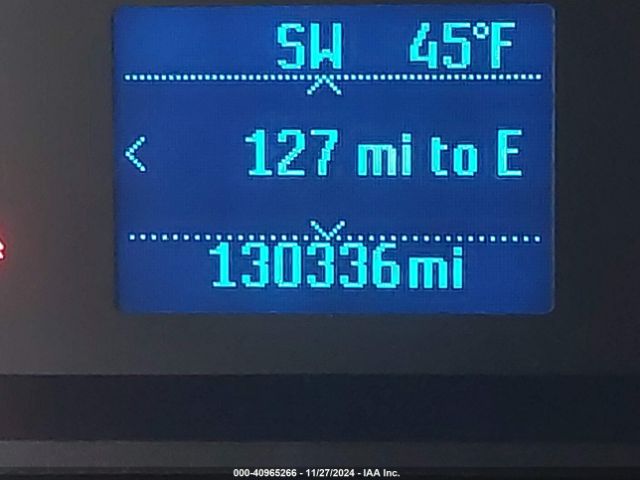 SW 45°F
127 mi to E
130336mi
000-40965266 - 11/27/2024 - IAA Inc.